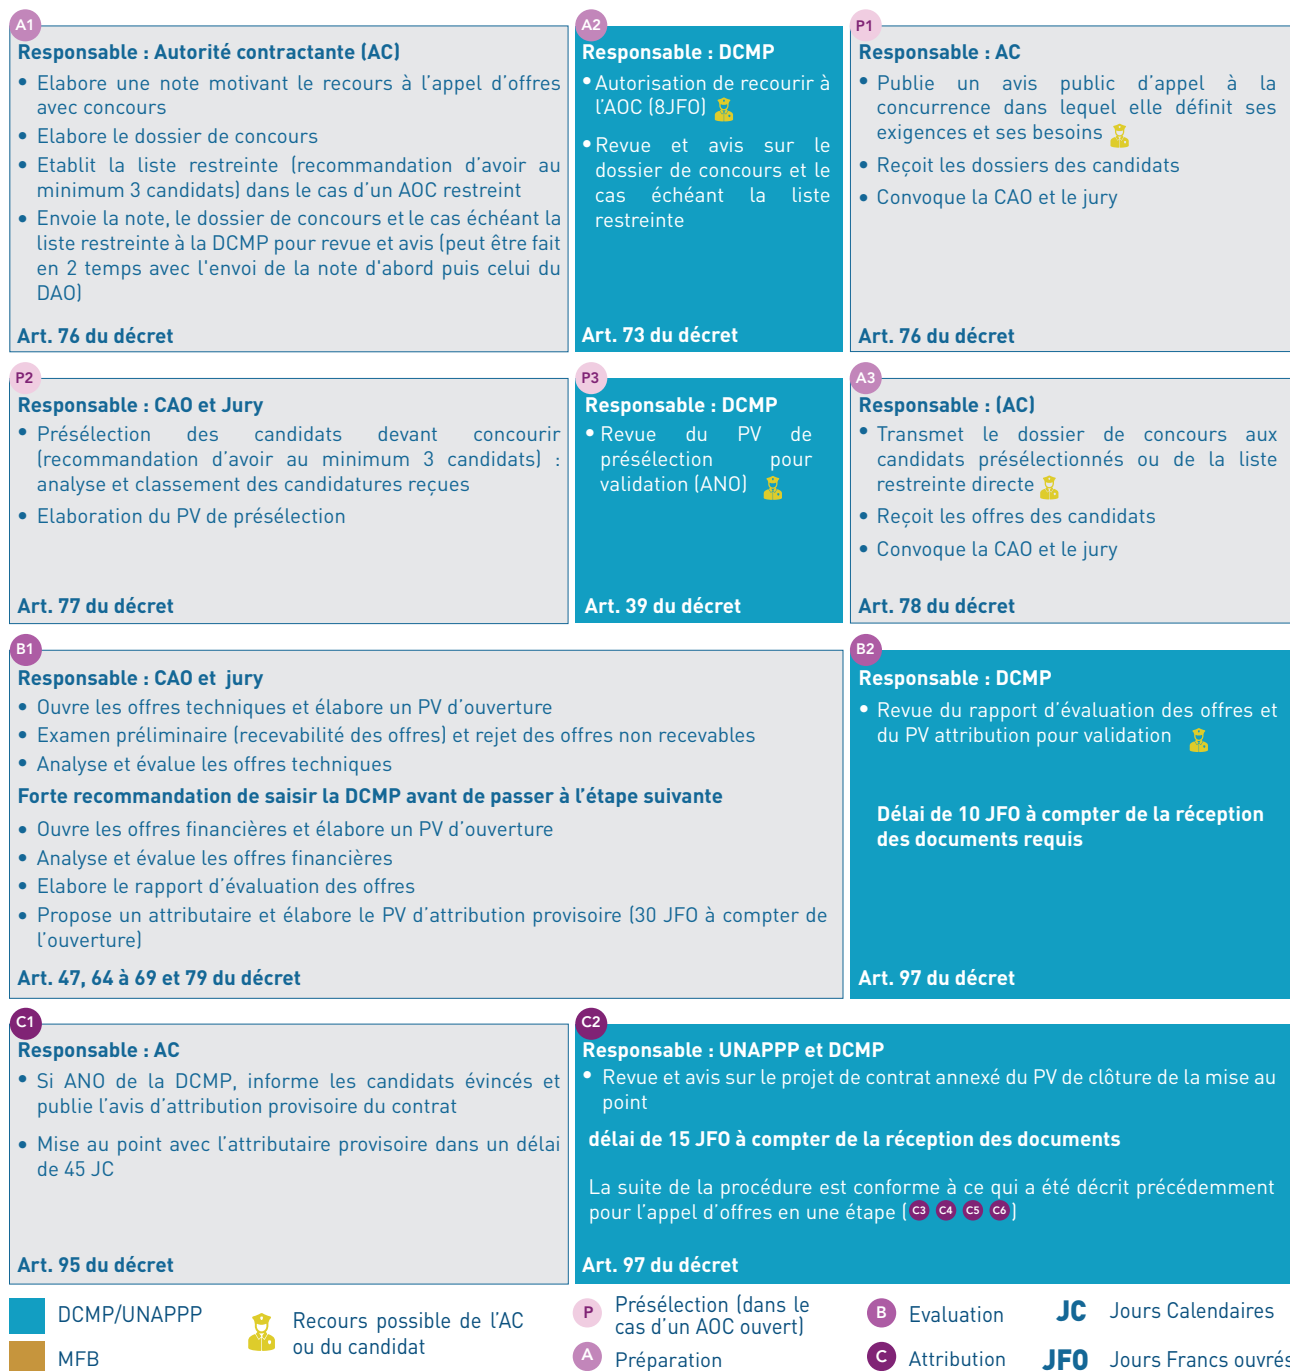 A1
Responsable : Autorité contractante (AC)
• Elabore une note motivant le recours à l'appel d'offres
avec concours
• Elabore le dossier de concours
• Etablit la liste restreinte (recommandation d'avoir au
minimum 3 candidats) dans le cas d'un AOC restreint
• Envoie la note, le dossier de concours et le cas échéant la
liste restreinte à la DCMP pour revue et avis (peut être fait
en 2 temps avec l'envoi de la note d'abord puis celui du
DAO)
Art. 76 du décret
A2
Responsable : DCMP
• Autorisation de recourir à
l'AOC (8JFO)
• Revue et avis sur le
dossier de concours et le
cas échéant la liste
restreinte
Art. 73 du décret
P1
Responsable : AC
• Publie un avis public d'appel à la
concurrence dans lequel elle définit ses
exigences et ses besoins
• Reçoit les dossiers des candidats
• Convoque la CAO et le jury
Art. 76 du décret
P2
Responsable : CAO et Jury
• Présélection des candidats devant concourir
(recommandation d'avoir au minimum 3 candidats) :
analyse et classement des candidatures reçues
• Elaboration du PV de présélection
Art. 77 du décret
P3
Responsable : DCMP
• Revue du PV de
présélection pour
validation (ANO)
Art. 39 du décret
A3
Responsable : (AC)
• Transmet le dossier de concours aux
candidats présélectionnés ou de la liste
restreinte directe
• Reçoit les offres des candidats
• Convoque la CAO et le jury
Art. 78 du décret
B1
Responsable : CAO et jury
• Ouvre les offres techniques et élabore un PV d'ouverture
• Examen préliminaire (recevabilité des offres) et rejet des offres non recevables
• Analyse et évalue les offres techniques
Forte recommandation de saisir la DCMP avant de passer à l'étape suivante
• Ouvre les offres financières et élabore un PV d'ouverture
• Analyse et évalue les offres financières
• Elabore le rapport d'évaluation des offres
• Propose un attributaire et élabore le PV d'attribution provisoire (30 JFO à compter de
l'ouverture)
Art. 47, 64 à 69 et 79 du décret
B2
Responsable : DCMP
• Revue du rapport d'évaluation des offres et
du PV attribution pour validation
Délai de 10 JFO à compter de la réception
des documents requis
Art. 97 du décret
C1
Responsable : AC
• Si ANO de la DCMP, informe les candidats évincés et
publie l'avis d'attribution provisoire du contrat
• Mise au point avec l'attributaire provisoire dans un délai
de 45 JC
Art. 95 du décret
C2
Responsable : UNAPPP et DCMP
• Revue et avis sur le projet de contrat annexé du PV de clôture de la mise au
point
délai de 15 JFO à compter de la réception des documents
La suite de la procédure est conforme à ce qui a été décrit précédemment
pour l'appel d'offres en une étape (C3 C4 C5 C6)
Art. 97 du décret
DCMP/UNAPPP
MFB
Recours possible de l'AC
ou du candidat
P Présélection (dans le
cas d'un AOC ouvert)
A Préparation
B Evaluation
C Attribution
JC Jours Calendaires
JFO Jours Francs ouvrés